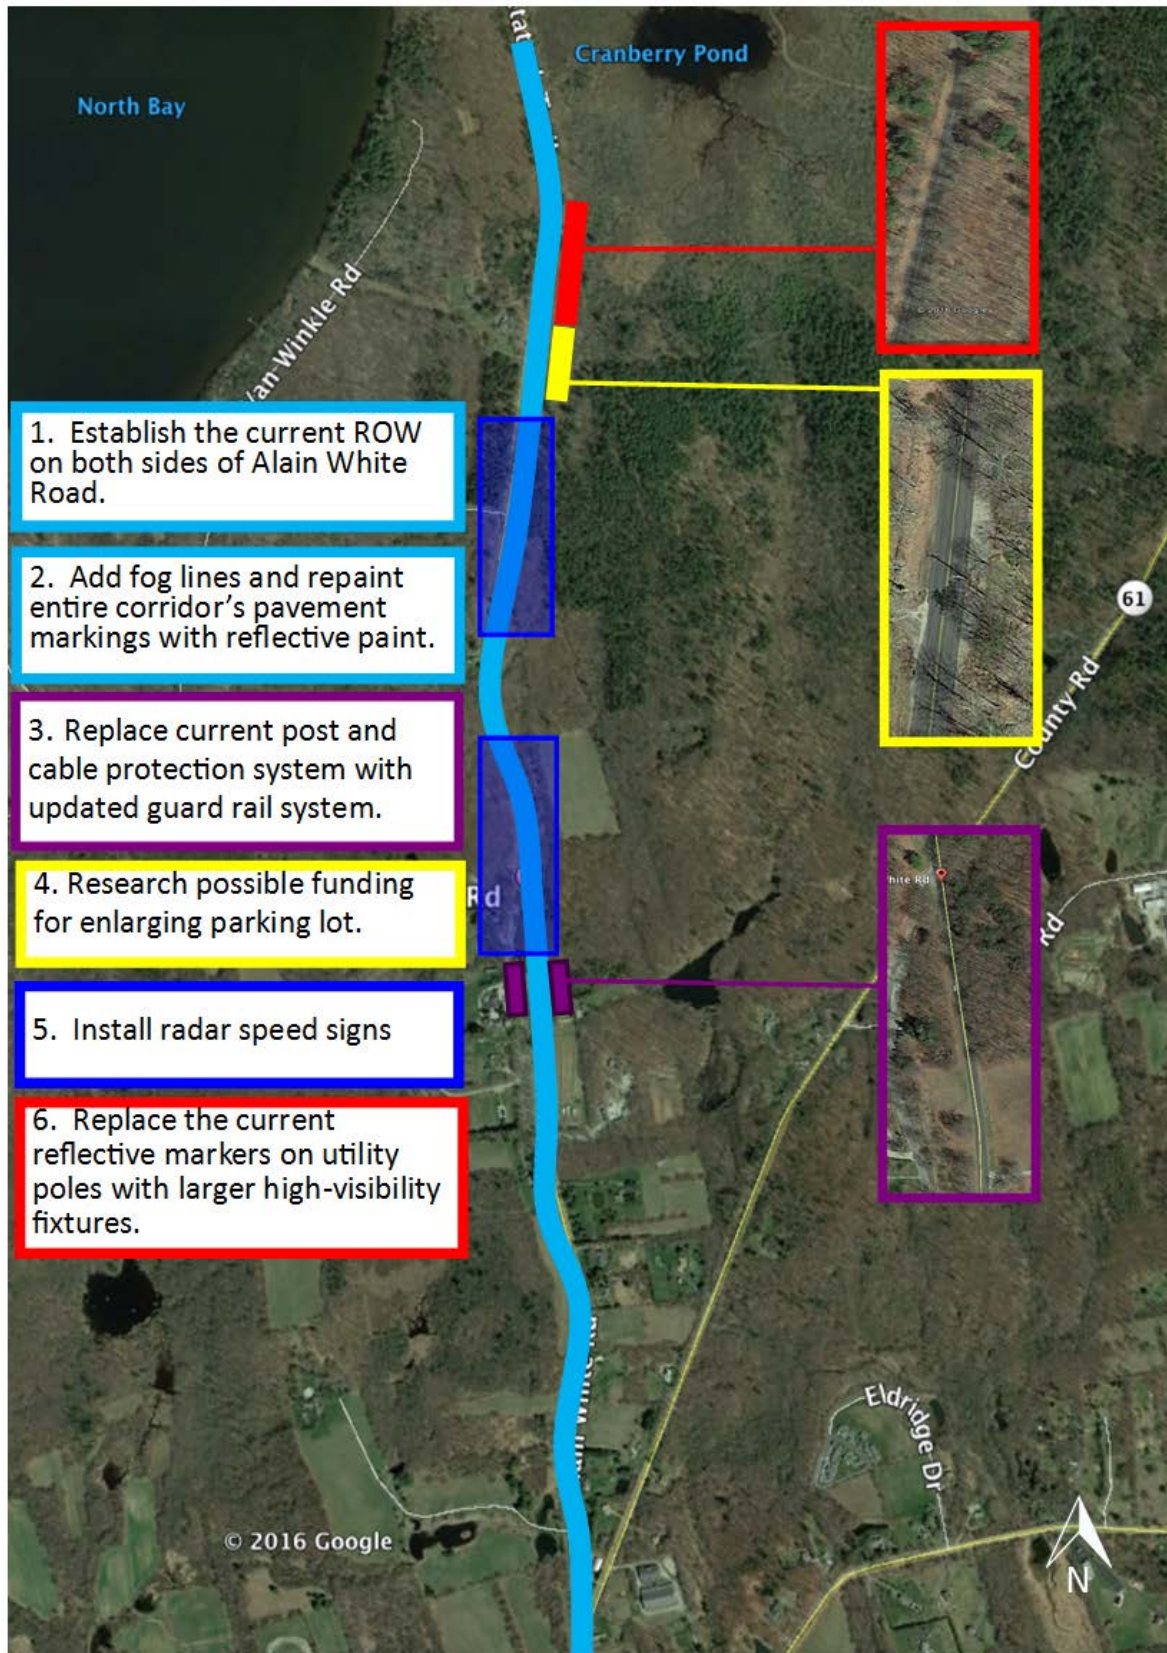 Cranberry Pond
North Bay
Van-Winkle-Rd
© 2016 Google
1. Establish the current ROW
on both sides of Alain White
Road.
2. Add fog lines and repaint
entire corridor's pavement
markings with reflective paint.
61
County-Rd
3. Replace current post and
cable protection system with
updated guard rail system.
4. Research possible funding
for enlarging parking lot.
Rd
hite Rd
Rd
5. Install radar speed signs
6. Replace the current
reflective markers on utility
poles with larger high-visibility
fixtures.
White Rd
Eldridge-Dr
© 2016 Google
N